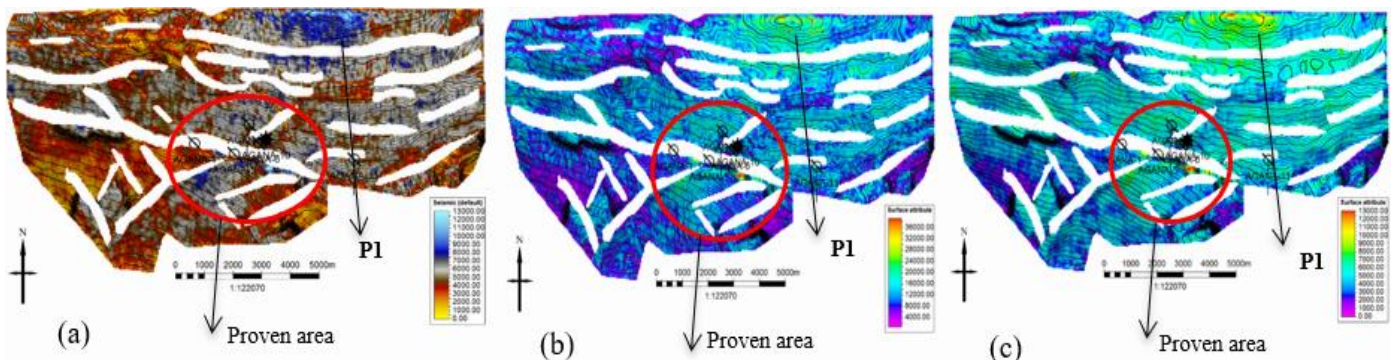 Seismic (default)
13000.00
12000.00
11000.00
10000.00
9000.00
8000.00
7000.00
6000.00
5000.00
4000.00
3000.00
2000.00
1000.00
0.00
N
P1
0 1000 2000 3000 4000 5000m
1:122070
(a)
Proven area
Surface attribute
36000.00
32000.00
28000.00
24000.00
20000.00
16000.00
12000.00
8000.00
4000.00
N
P1
0 1000 2000 3000 4000 5000m
1:122070
(b)
Proven area
Surface attribute
13000.00
12000.00
11000.00
10000.00
9000.00
8000.00
7000.00
6000.00
5000.00
4000.00
3000.00
2000.00
1000.00
N
P1
0 1000 2000 3000 4000 5000m
1:122070
(c)
Proven area